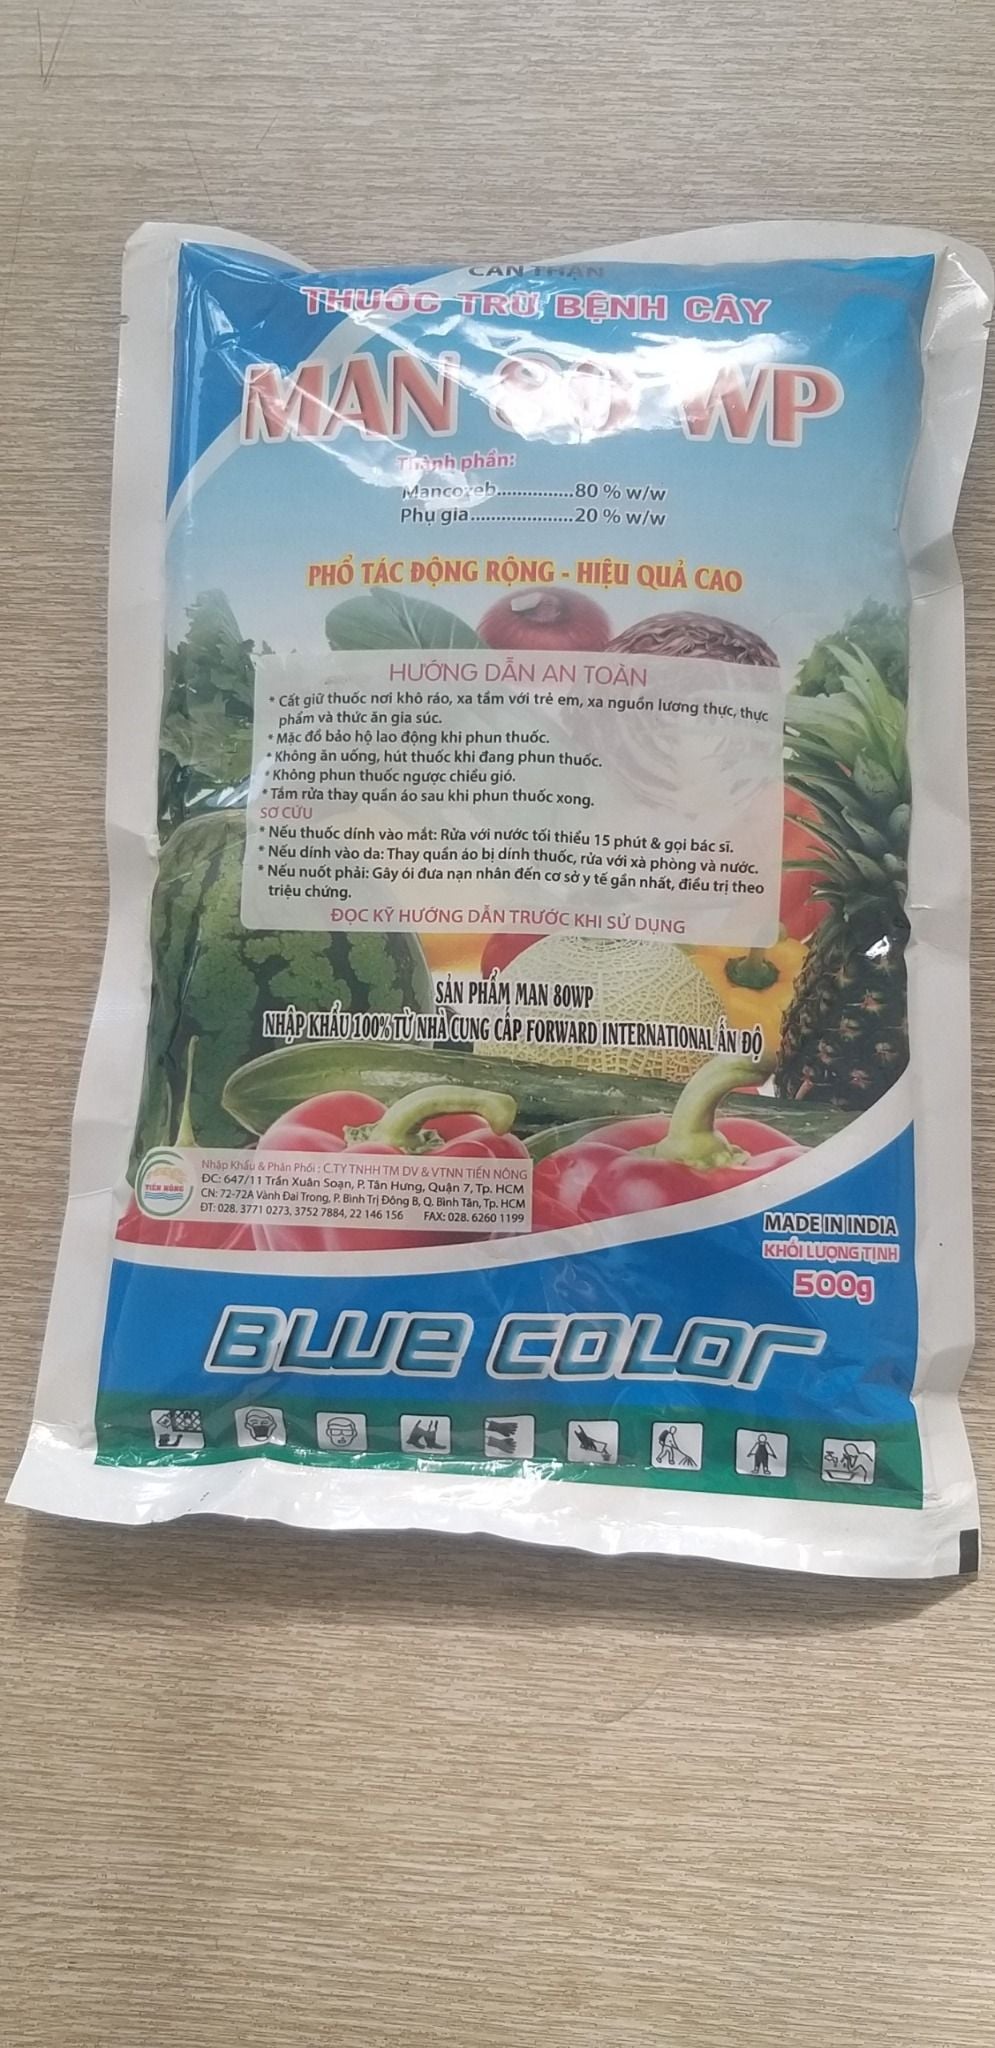 CẨN THẬN
THUỐC TRỪ BỆNH CÂY
MAN 80 WP
Thành phần:
Mancozeb...............80 % w/w
Phụ gia....................20 % w/w
PHỔ TÁC ĐỘNG RỘNG - HIỆU QUẢ CAO
HƯỚNG DẪN AN TOÀN
* Cất giữ thuốc nơi khô ráo, xa tầm với trẻ em, xa nguồn lương thực, thực
phẩm và thức ăn gia súc.
* Mặc đồ bảo hộ lao động khi phun thuốc.
* Không ăn uống, hút thuốc khi đang phun thuốc.
* Không phun thuốc ngược chiều gió.
* Tắm rửa thay quần áo sau khi phun thuốc xong.
SƠ CỨU
* Nếu thuốc dính vào mắt: Rửa với nước tối thiểu 15 phút & gọi bác sĩ.
* Nếu dính vào da: Thay quần áo bị dính thuốc, rửa với xà phòng và nước.
* Nếu nuốt phải: Gây ói đưa nạn nhân đến cơ sở y tế gần nhất, điều trị theo
triệu chứng.
ĐỌC KỸ HƯỚNG DẪN TRƯỚC KHI SỬ DỤNG
SẢN PHẨM MAN 80WP
NHẬP KHẨU 100% TỪ NHÀ CUNG CẤP FORWARD INTERNATIONAL ẤN ĐỘ
TIẾN NÔNG
Nhập Khẩu & Phân Phối : C.TY TNHH TM DV & VTNN TIẾN NÔNG
ĐC: 647/11 Trần Xuân Soạn, P. Tân Hưng, Quận 7, Tp. HCM
CN: 72-72A Vành Đai Trong, P. Bình Trị Đông B, Q. Bình Tân, Tp. HCM
ĐT: 028. 3771 0273, 3752 7884, 22 146 156 FAX: 028. 6260 1199
MADE IN INDIA
KHỐI LƯỢNG TỊNH
500g
BLUE COLOR